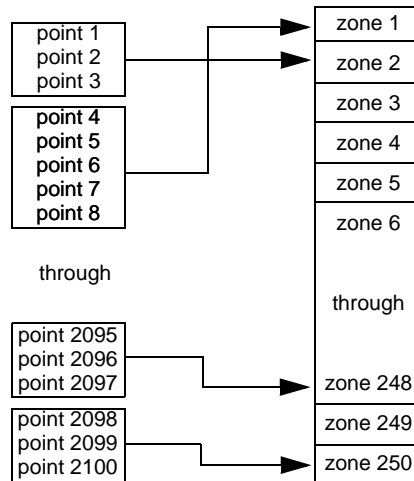 point 1
point 2
point 3
point 4
point 5
point 6
point 7
point 8
through
point 2095
point 2096
point 2097
point 2098
point 2099
point 2100
zone 1
zone 2
zone 3
zone 4
zone 5
zone 6
through
zone 248
zone 249
zone 250